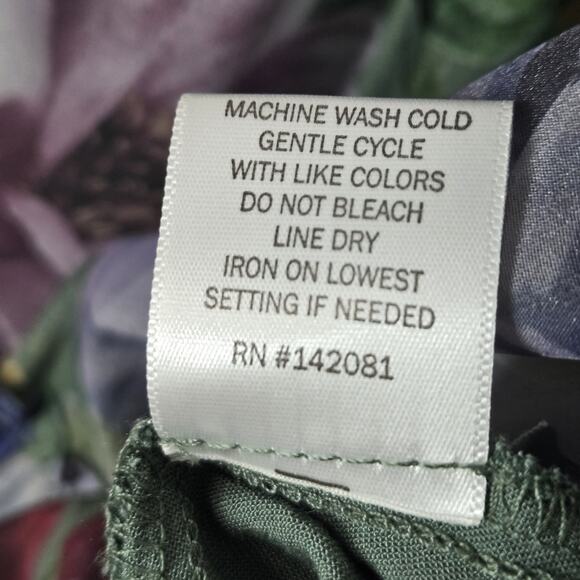 MACHINE WASH COLD
GENTLE CYCLE
WITH LIKE COLORS
DO NOT BLEACH
LINE DRY
IRON ON LOWEST
SETTING IF NEEDED
RN #142081